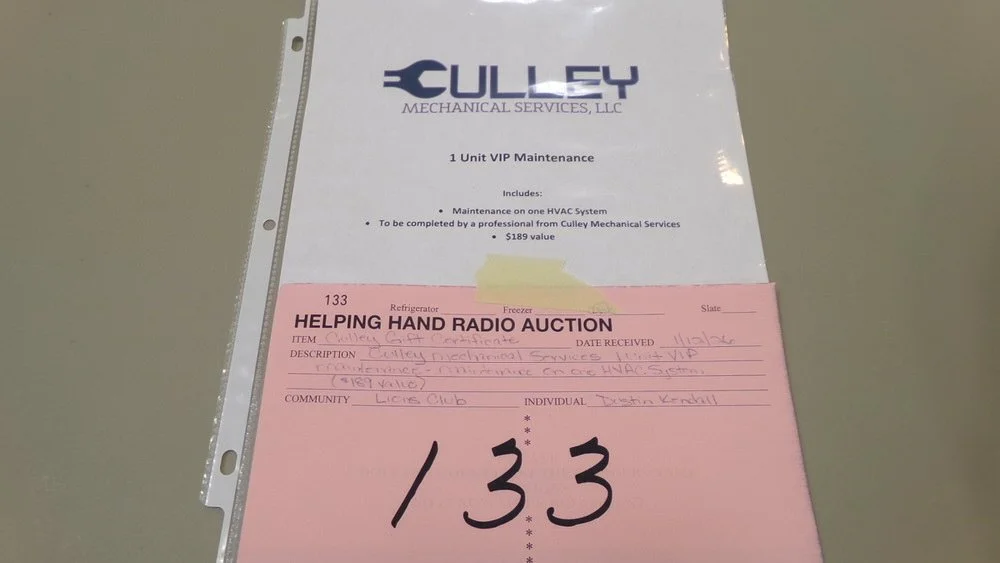 CULLEY
MECHANICAL SERVICES, LLC
1 Unit VIP Maintenance
Includes:
• Maintenance on one HVAC System
• To be completed by a professional from Culley Mechanical Services
• $189 value
133
Refrigerator Freezer Slate
HELPING HAND RADIO AUCTION
ITEM Culley Gift Certificate DATE RECEIVED 1/12/26
DESCRIPTION Culley Mechanical Services 1 unit VIP
maintenance - maintenance on one HVAC System.
($189 value)
COMMUNITY Lions Club INDIVIDUAL Dustin Kendall
133